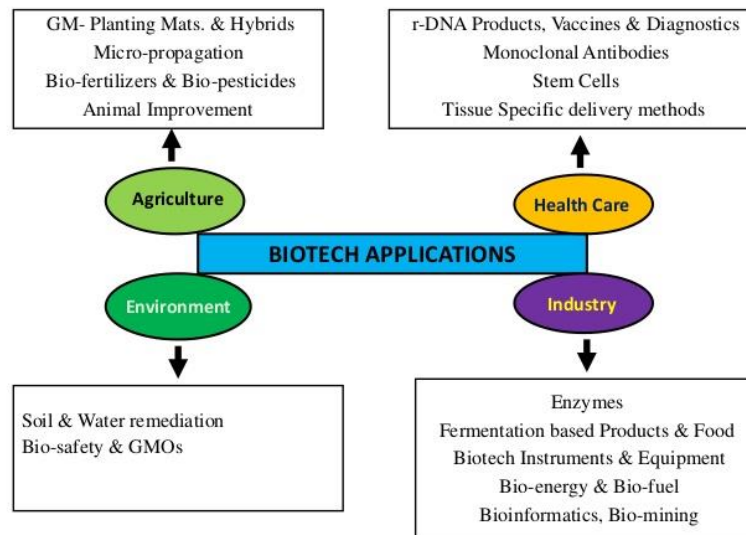 GM- Planting Mats. & Hybrids
Micro-propagation
Bio-fertilizers & Bio-pesticides
Animal Improvement
r-DNA Products, Vaccines & Diagnostics
Monoclonal Antibodies
Stem Cells
Tissue Specific delivery methods
Agriculture
Health Care
BIOTECH APPLICATIONS
Environment
Industry
Soil & Water remediation
Bio-safety & GMOs
Enzymes
Fermentation based Products & Food
Biotech Instruments & Equipment
Bio-energy & Bio-fuel
Bioinformatics, Bio-mining